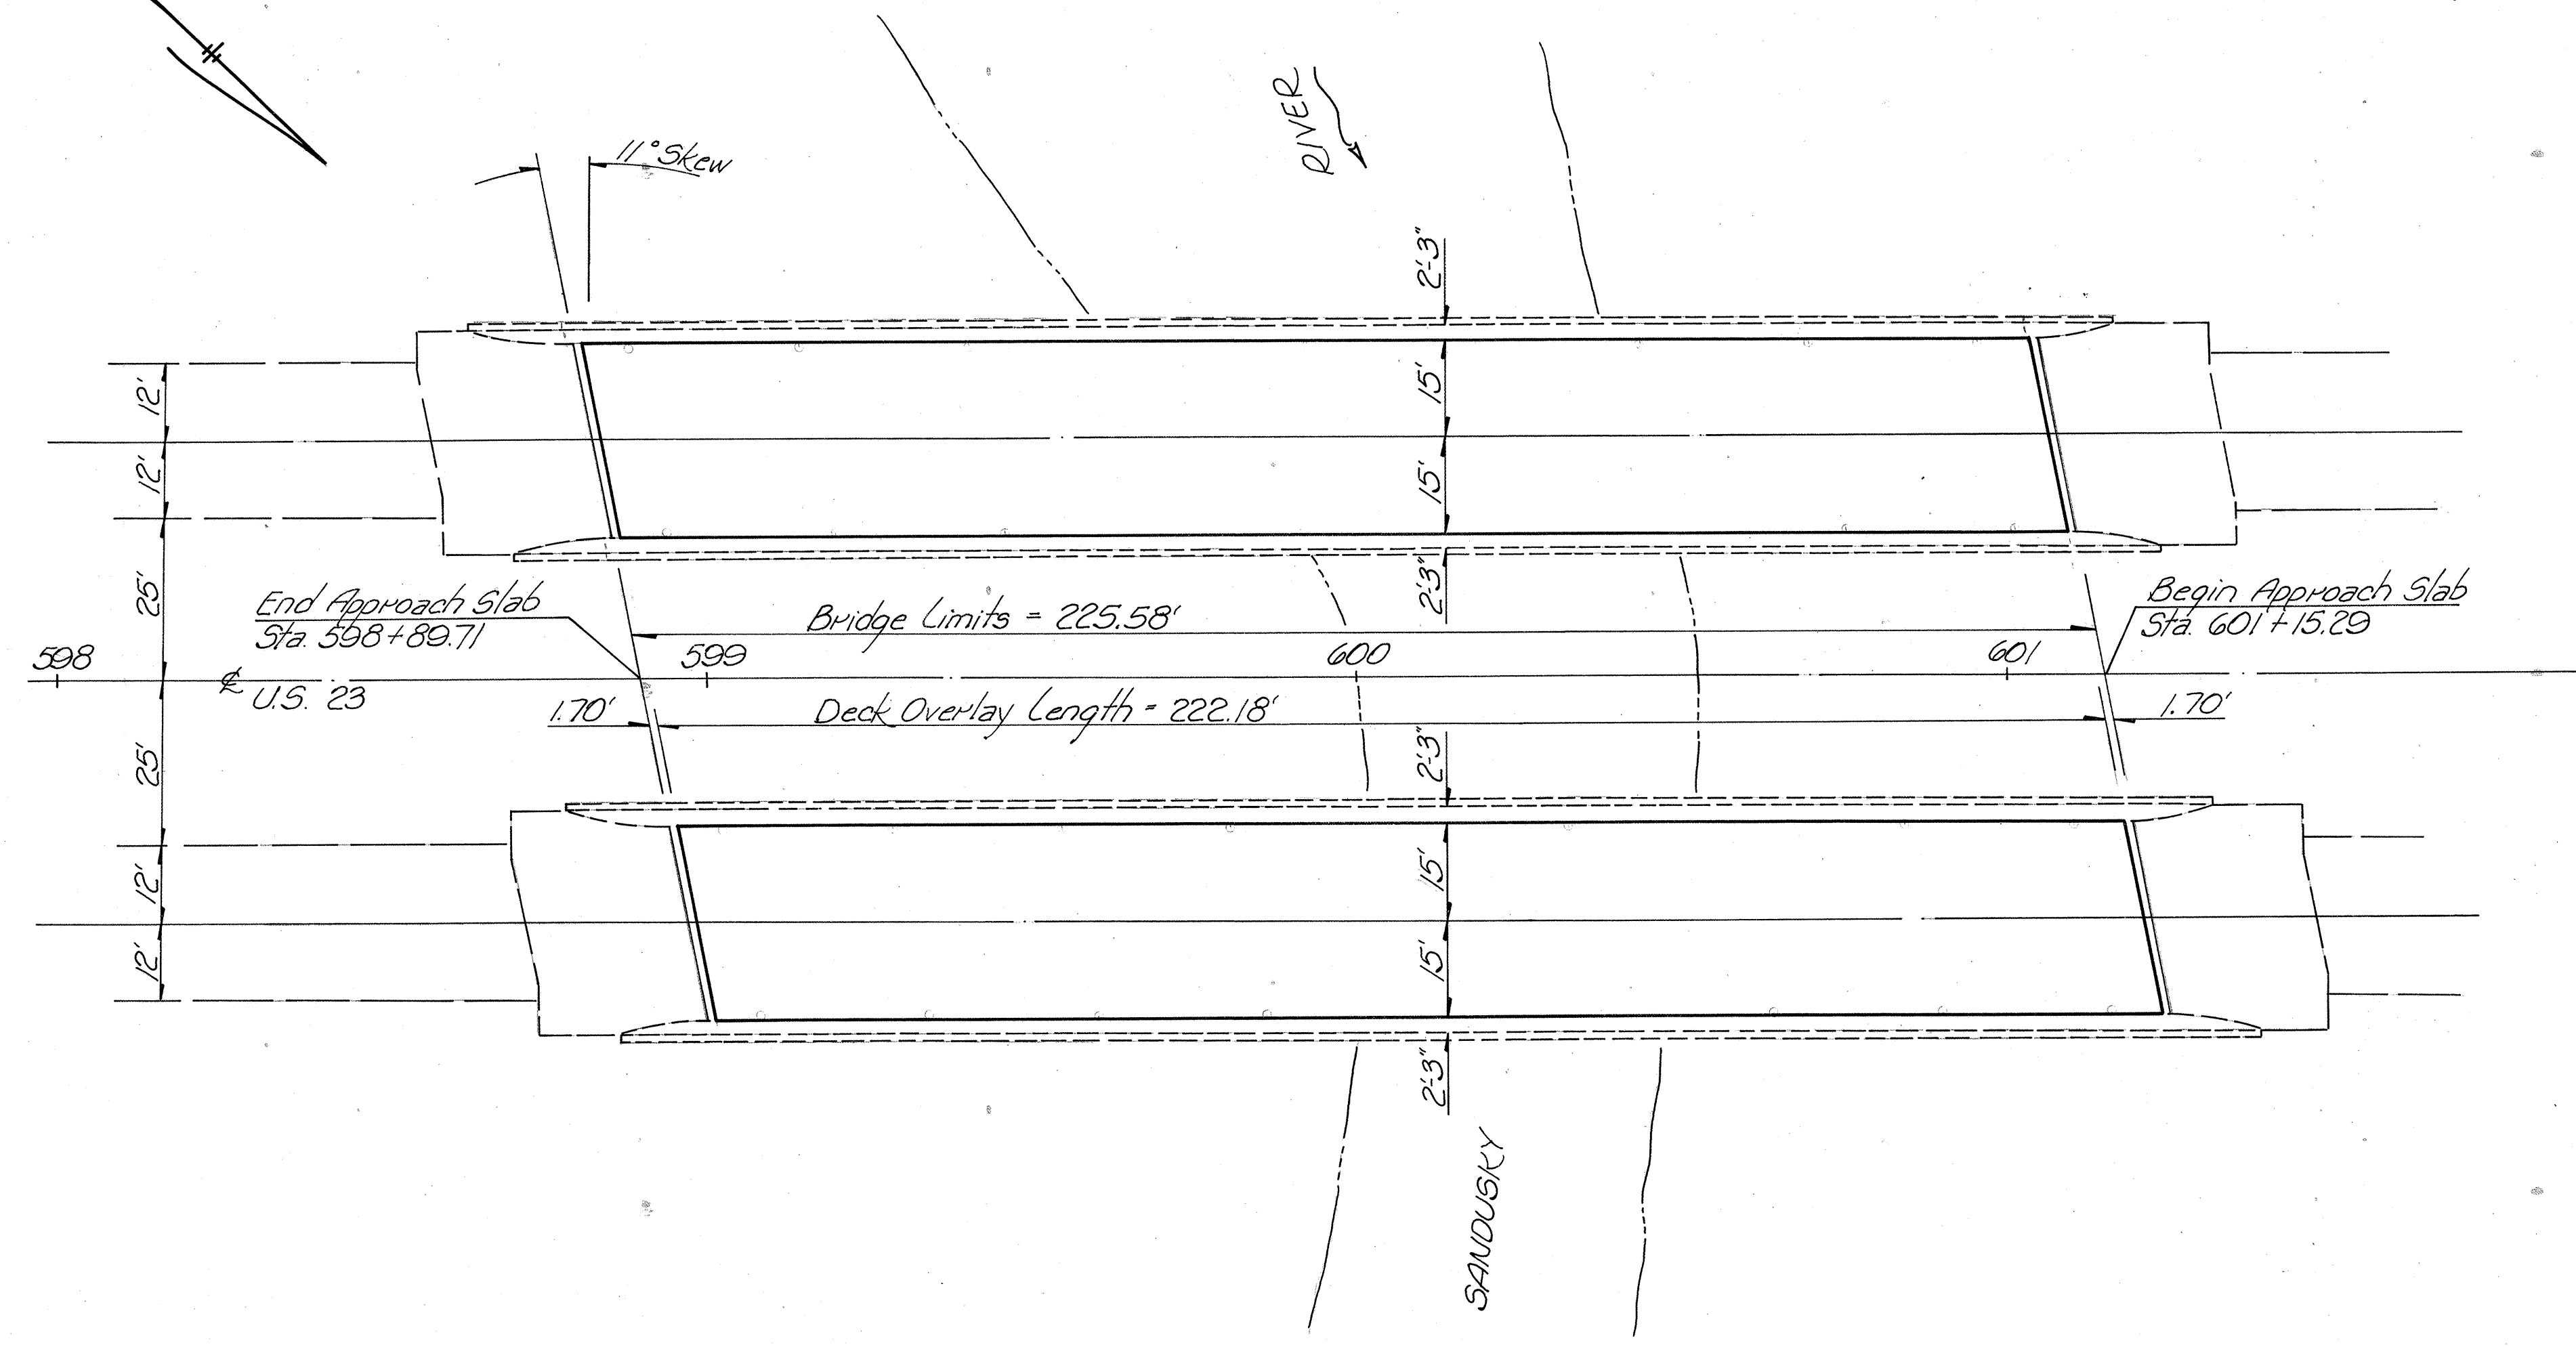 RIVER
11° Skew
2'-3"
12'
15'
12'
15'
25'
2'-3"
End Approach Slab
Sta. 598+89.71
Bridge Limits = 225.58'
Begin Approach Slab
Sta. 601+15.29
598
599
600
601
℄ U.S. 23
1.70'
Deck Overlay Length = 222.18'
1.70'
25'
2'-3"
12'
15'
12'
15'
2'-3"
SANDUSKY